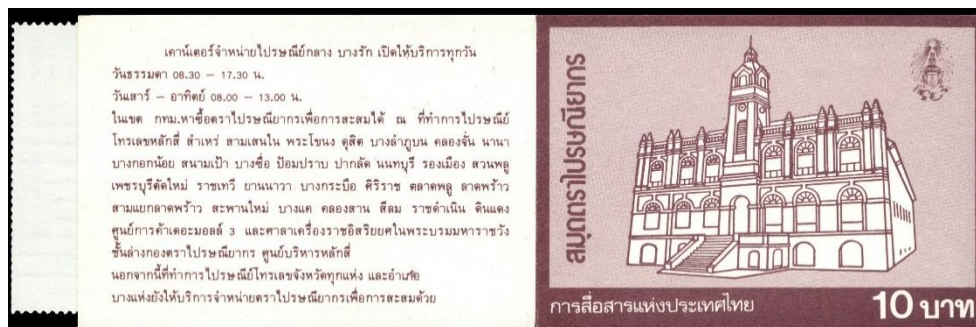 เคาน์เตอร์จำหน่ายไปรษณีย์กลาง บางรัก เปิดให้บริการทุกวัน
วันธรรมดา 08.30 – 17.30 น.
วันเสาร์ – อาทิตย์ 08.00 – 13.00 น.
ในเขต กทม.หาซื้อตราไปรษณียากรเพื่อการสะสมได้ ณ ที่ทำการไปรษณีย์
โทรเลขหลักสี่ สำเหร่ สามเสนใน พระโขนง ดุสิต บางลำภูบน คลองจั่น นานา
บางกอกน้อย สนามเป้า บางซื่อ ป้อมปราบ ปากลัด นนทบุรี รองเมือง สวนพลู
เพชรบุรีตัดใหม่ ราชเทวี ยานนาวา บางกระบือ ศิริราช ตลาดพลู ลาดพร้าว
สามแยกลาดพร้าว สะพานใหม่ บางแค คลองสาน สีลม ราชดำเนิน ดินแดง
ศูนย์การค้าเดอะมอลล์ 3 และศาลาเครื่องราชอิสริยยศในพระบรมมหาราชวัง
ชั้นล่างกองตราไปรษณียากร ศูนย์บริหารหลักสี่
นอกจากนี้ที่ทำการไปรษณีย์โทรเลขจังหวัดทุกแห่ง และอำเภอ
บางแห่งยังให้บริการจำหน่ายตราไปรษณียากรเพื่อการสะสมด้วย
สมุดตราไปรษณียากร
การสื่อสารแห่งประเทศไทย
10 บาท